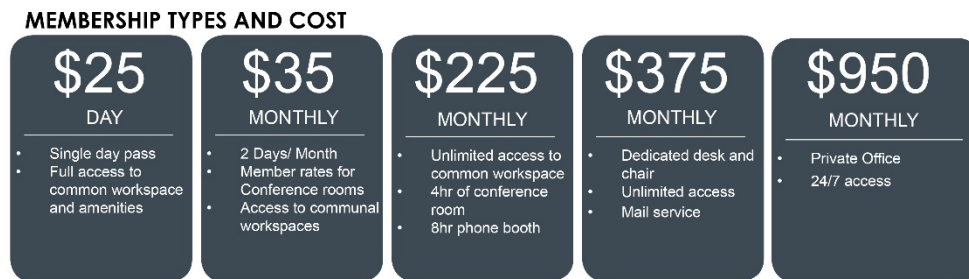 MEMBERSHIP TYPES AND COST
$25
DAY
• Single day pass
• Full access to
common workspace
and amenities
$35
MONTHLY
• 2 Days/ Month
• Member rates for
Conference rooms
• Access to communal
workspaces
$225
MONTHLY
• Unlimited access to
common workspace
• 4hr of conference
room
• 8hr phone booth
$375
MONTHLY
• Dedicated desk and
chair
• Unlimited access
• Mail service
$950
MONTHLY
• Private Office
• 24/7 access